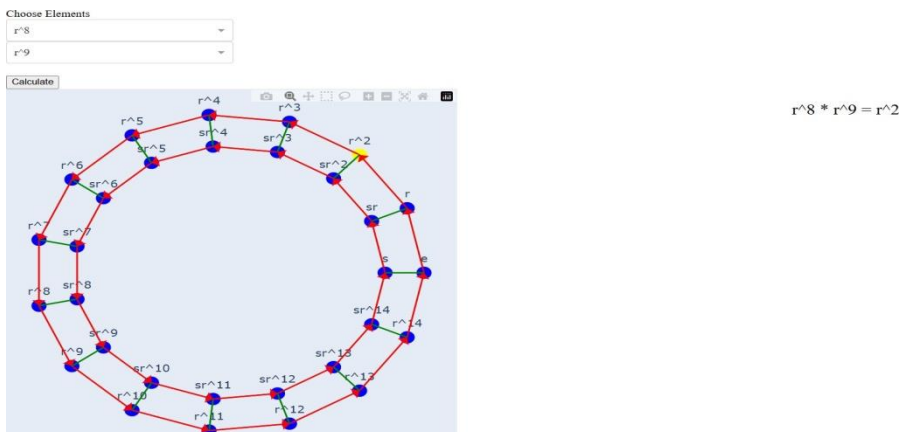 Choose Elements
r^8
r^9
Calculate
r^8 * r^9 = r^2
r^4
r^3
r^5
sr^4
sr^3
r^2
sr^5
r^6
sr^2
sr^6
r
sr
r^7
sr^7
s
e
sr^8
r^8
sr^14
r^14
sr^9
r^9
sr^13
sr^10
r^13
sr^12
sr^11
r^10
r^12
r^11